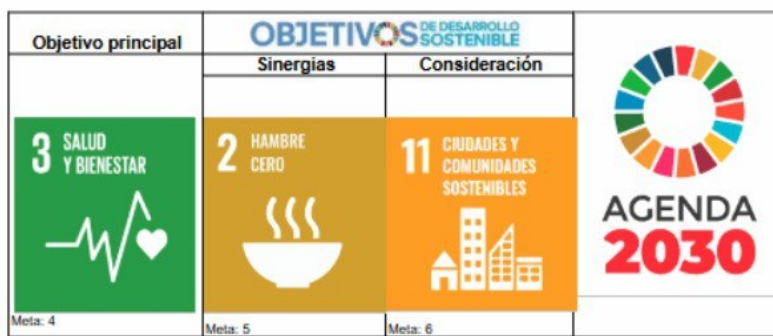 Objetivo principal
OBJETIVOS DE DESARROLLO
SOSTENIBLE
Sinergias
Consideración
3 SALUD
Y BIENESTAR
2 HAMBRE
CERO
11 CIUDADES Y
COMUNIDADES
SOSTENIBLES
AGENDA
2030
Meta: 4
Meta: 5
Meta: 6